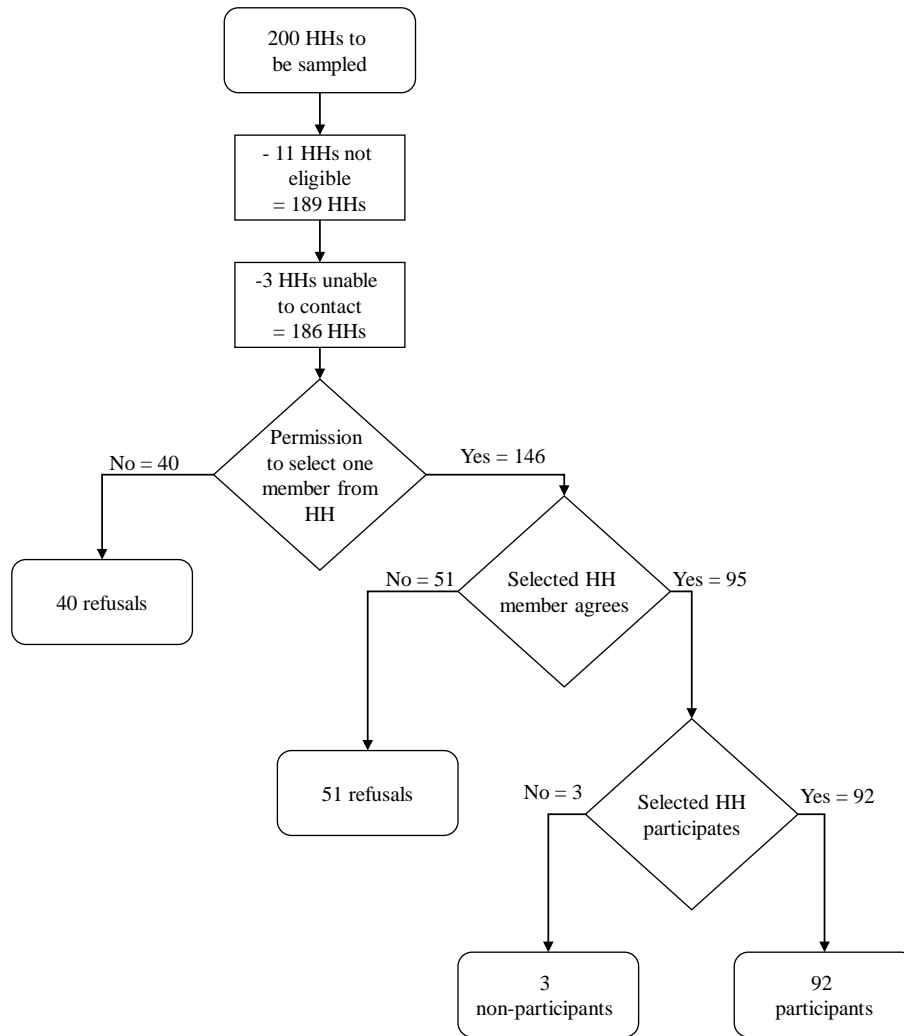 200 HHs to
be sampled
- 11 HHs not
eligible
= 189 HHs
-3 HHs unable
to contact
= 186 HHs
Permission
to select one
member from
HH
No = 40
Yes = 146
40 refusals
Selected HH
member agrees
No = 51
Yes = 95
51 refusals
Selected HH
participates
No = 3
Yes = 92
3
non-participants
92
participants